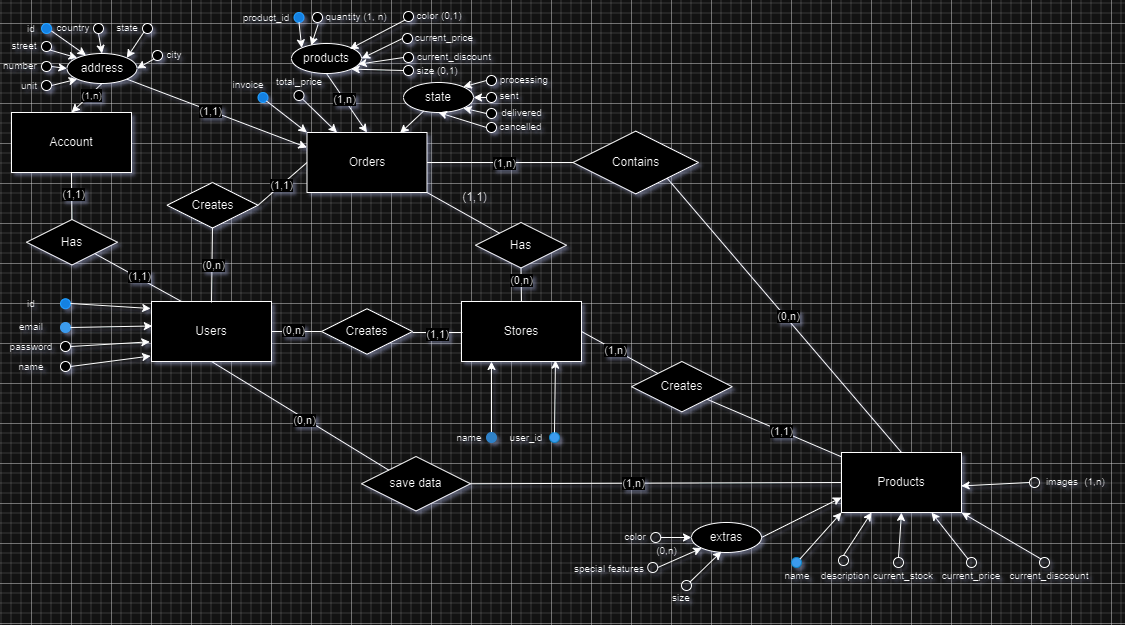 product_id
quantity (1, n)
color (0,1)
id
country
state
street
city
current_price
number
address
products
current_discount
size (0,1)
unit
invoice
total_price
processing
(1,n)
(1,n)
state
sent
(1,1)
delivered
cancelled
Account
Orders
(1,n)
Contains
(1,1)
(1,1)
(1,1)
Creates
Has
Has
(0,n)
(1,1)
(0,n)
id
email
password
name
Users
(0,n)
Creates
(1,1)
Stores
(0,n)
(1,n)
Creates
(0,n)
name
user_id
(1,1)
save data
(1,n)
Products
images (1,n)
color
(0,n)
extras
special features
size
name
description
current_stock
current_price
current_disccount